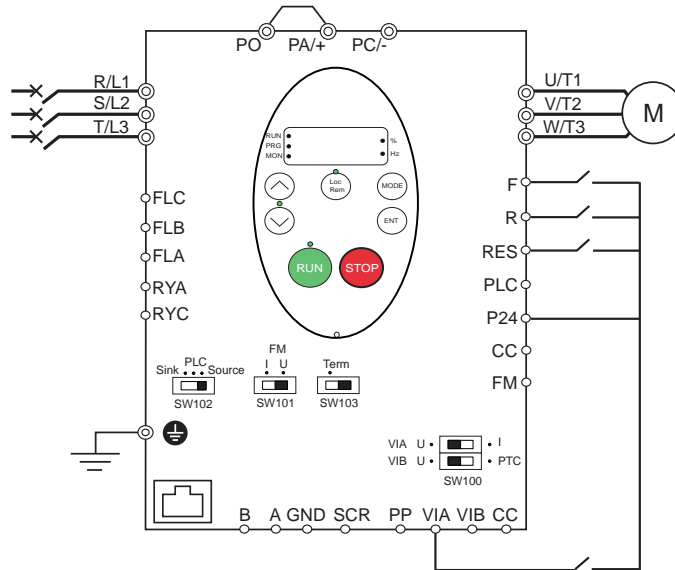 PO PA/+ PC/-
R/L1
S/L2
T/L3
U/T1
V/T2
W/T3
M
RUN
PRG
MON
%
Hz
Loc
Rem
MODE
ENT
RUN
STOP
FLC
FLB
FLA
RYA
RYC
F
R
RES
PLC
P24
CC
FM
PLC
Sink Source
SW102
FM
I U
SW101
Term
SW103
VIA U I
VIB U PTC
SW100
B A GND SCR PP VIA VIB CC